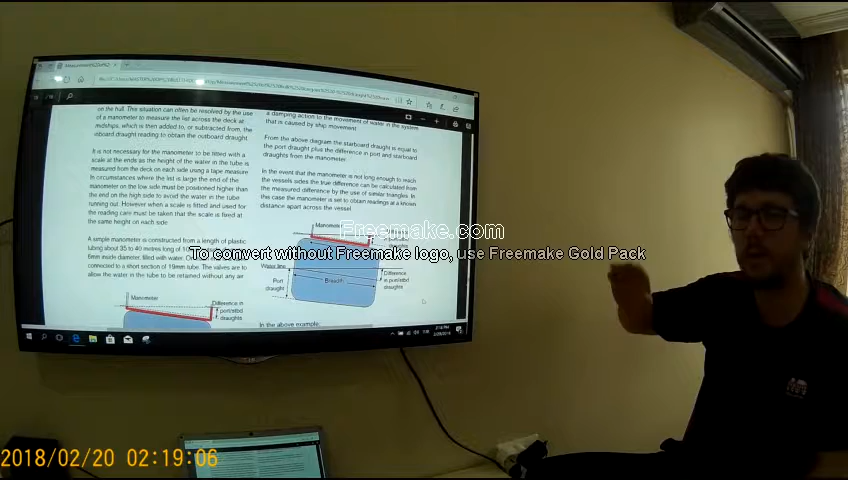 on the hull. This situation can often be resolved by the use
of a manometer to measure the list across the deck at
midships, which is then added to, or subtracted from, the
inboard draught reading to obtain the outboard draught.
It is not necessary for the manometer to be fitted with a
scale at the ends as the height of the water in the tube is
measured from the deck on each side using a tape measure
In circumstances where the list is large the end of the
manometer on the low side must be positioned higher than
the end on the high side to avoid the water in the tube
running out. However when a scale is fitted and used for
the reading care must be taken that the scale is fixed at
the same height on each side.
A simple manometer is constructed from a length of plastic
tubing about 35 to 40 metres long of
6mm inside diameter, filled with water.
connected to a short section of 19mm tube. The valves are to
allow the water in the tube to be retained without any air
Manometer
Difference in
port/stbd
draughts
a damping action to the movement of water in the system
that is caused by ship movement.
From the above diagram the starboard draught is equal to
the port draught plus the difference in port and starboard
draughts from the manometer.
In the event that the manometer is not long enough to reach
the vessels sides the true difference can be calculated from
the measured difference by the use of similar triangles. In
this case the manometer is set to obtain readings at a known
distance apart across the vessel.
Manometer
Water line
Port
draught
Breadth
Difference
in port/stbd
draughts
In the above example:
Freemake.com
To convert without Freemake logo, use Freemake Gold Pack
2018/02/20 02:19:06